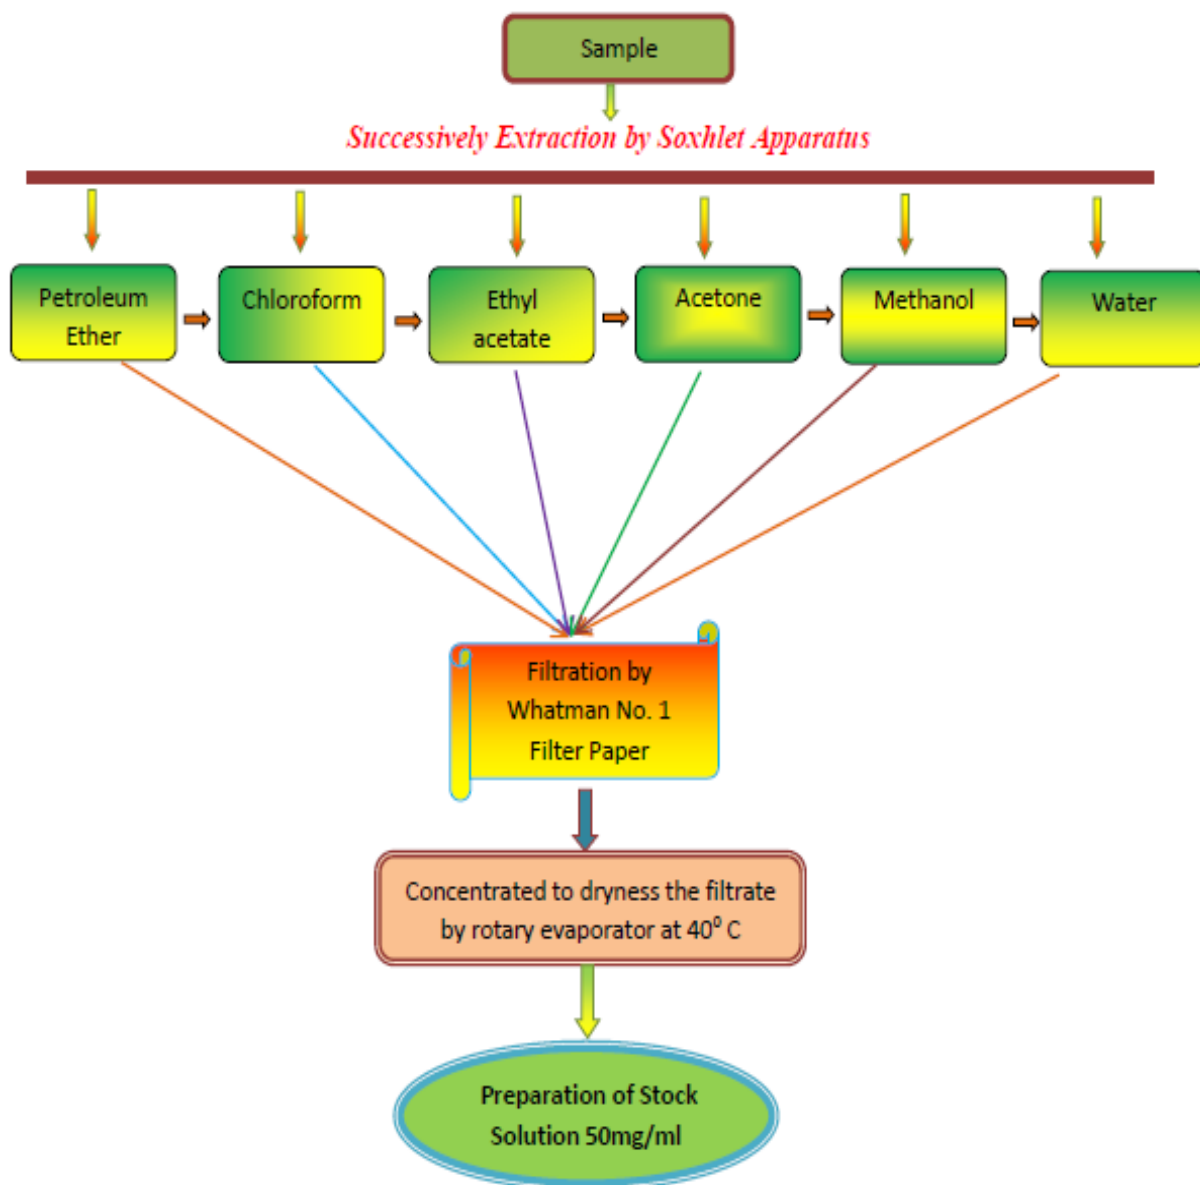 Sample
Successively Extraction by Soxhlet Apparatus
Petroleum
Ether
Chloroform
Ethyl
acetate
Acetone
Methanol
Water
Filtration by
Whatman No. 1
Filter Paper
Concentrated to dryness the filtrate
by rotary evaporator at 40⁰ C
Preparation of Stock
Solution 50mg/ml